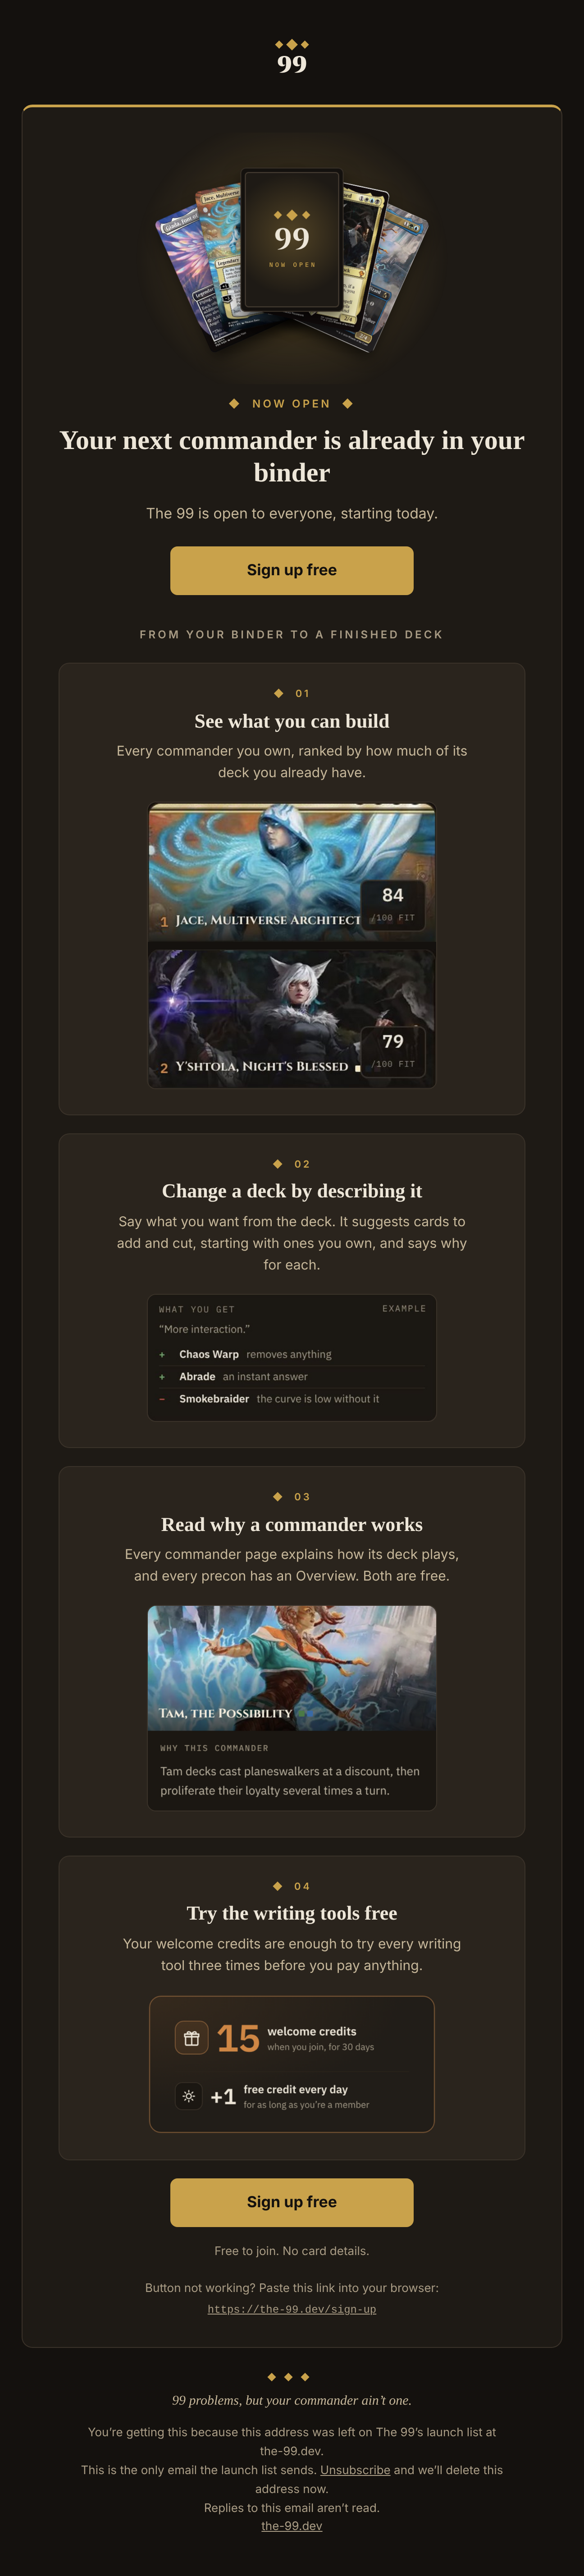 99
99
NOW OPEN
NOW OPEN
Your next commander is already in your
binder
The 99 is open to everyone, starting today.
Sign up free
FROM YOUR BINDER TO A FINISHED DECK
01
See what you can build
Every commander you own, ranked by how much of its
deck you already have.
84
/100 FIT
1 JACE, MULTIVERSE ARCHITECT
79
/100 FIT
2 Y'SHTOLA, NIGHT'S BLESSED
02
Change a deck by describing it
Say what you want from the deck. It suggests cards to
add and cut, starting with ones you own, and says why
for each.
WHAT YOU GET EXAMPLE
“More interaction.”
+ Chaos Warp removes anything
+ Abrade an instant answer
− Smokebraider the curve is low without it
03
Read why a commander works
Every commander page explains how its deck plays,
and every precon has an Overview. Both are free.
TAM, THE POSSIBILITY
WHY THIS COMMANDER
Tam decks cast planeswalkers at a discount, then
proliferate their loyalty several times a turn.
04
Try the writing tools free
Your welcome credits are enough to try every writing
tool three times before you pay anything.
15 welcome credits
when you join, for 30 days
+1 free credit every day
for as long as you’re a member
Sign up free
Free to join. No card details.
Button not working? Paste this link into your browser:
https://the-99.dev/sign-up
99 problems, but your commander ain’t one.
You’re getting this because this address was left on The 99’s launch list at
the-99.dev.
This is the only email the launch list sends. Unsubscribe and we’ll delete this
address now.
Replies to this email aren’t read.
the-99.dev